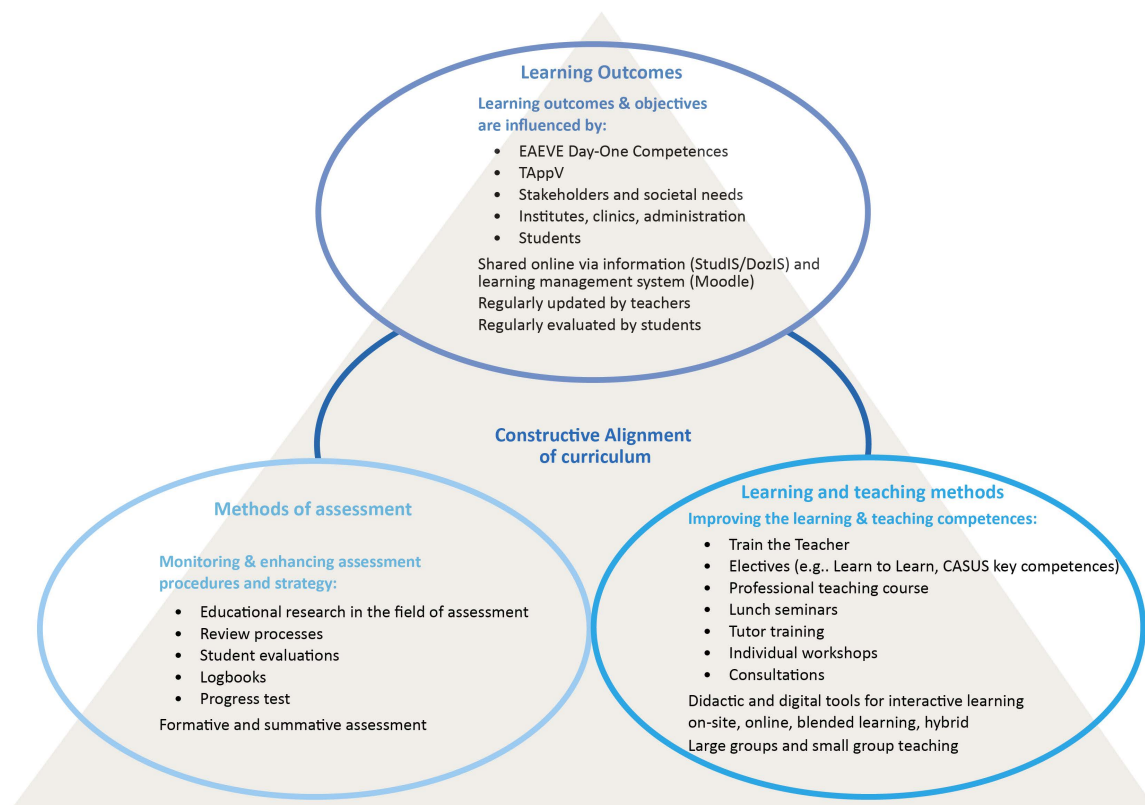 Learning Outcomes
Learning outcomes & objectives
are influenced by:
• EAEVE Day-One Competences
• TAppV
• Stakeholders and societal needs
• Institutes, clinics, administration
• Students
Shared online via information (StudIS/DozIS) and
learning management system (Moodle)
Regularly updated by teachers
Regularly evaluated by students
Constructive Alignment
of curriculum
Methods of assessment
Monitoring & enhancing assessment
procedures and strategy:
• Educational research in the field of assessment
• Review processes
• Student evaluations
• Logbooks
• Progress test
Formative and summative assessment
Learning and teaching methods
Improving the learning & teaching competences:
• Train the Teacher
• Electives (e.g.. Learn to Learn, CASUS key competences)
• Professional teaching course
• Lunch seminars
• Tutor training
• Individual workshops
• Consultations
Didactic and digital tools for interactive learning
on-site, online, blended learning, hybrid
Large groups and small group teaching